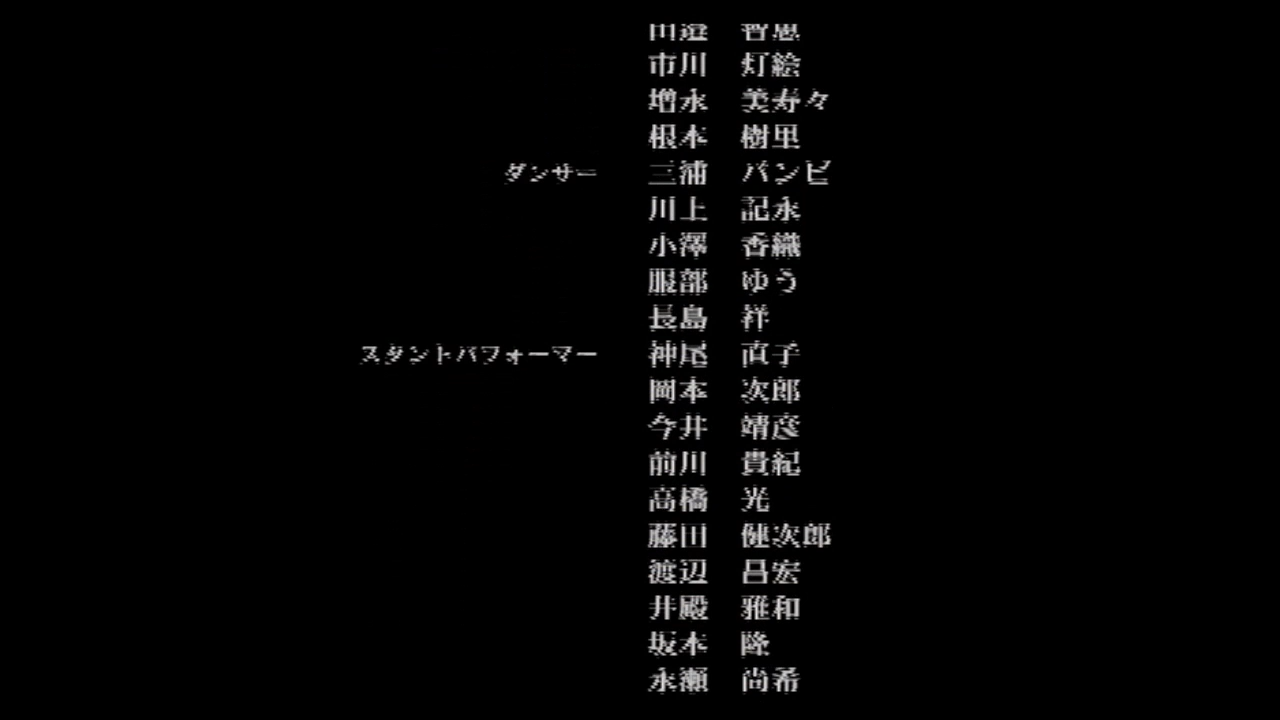 市川 灯絵
増永 美寿々
根本 樹里
ダンサー 三浦 バンビ
川上 記永
小澤 香織
服部 ゆう
長島 祥
スタントパフォーマー 神尾 直子
岡本 次郎
今井 靖彦
前川 貴紀
高橋 光
藤田 健次郎
渡辺 昌宏
井殿 雅和
坂本 隆
永瀬 尚希